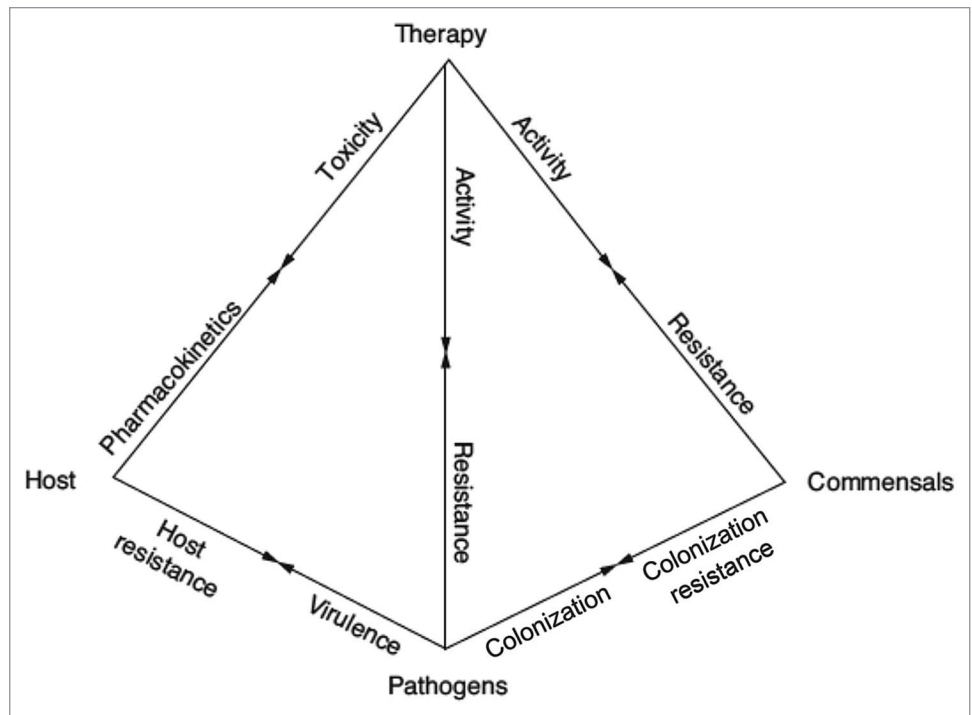 Therapy
Toxicity
Activity
Activity
Pharmacokinetics
Resistance
Resistance
Host
Commensals
Host
resistance
Virulence
Colonization
Colonization
resistance
Pathogens